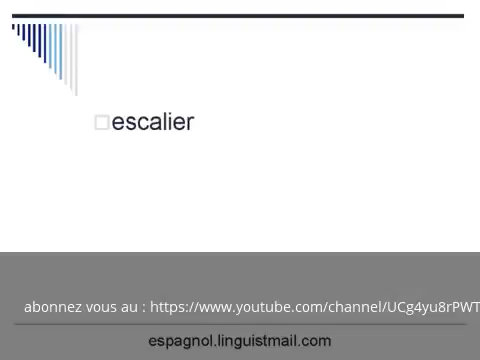 escalier
abonnez vous au : https://www.youtube.com/channel/UCg4yu8rPWT
espagnol.linguistmail.com